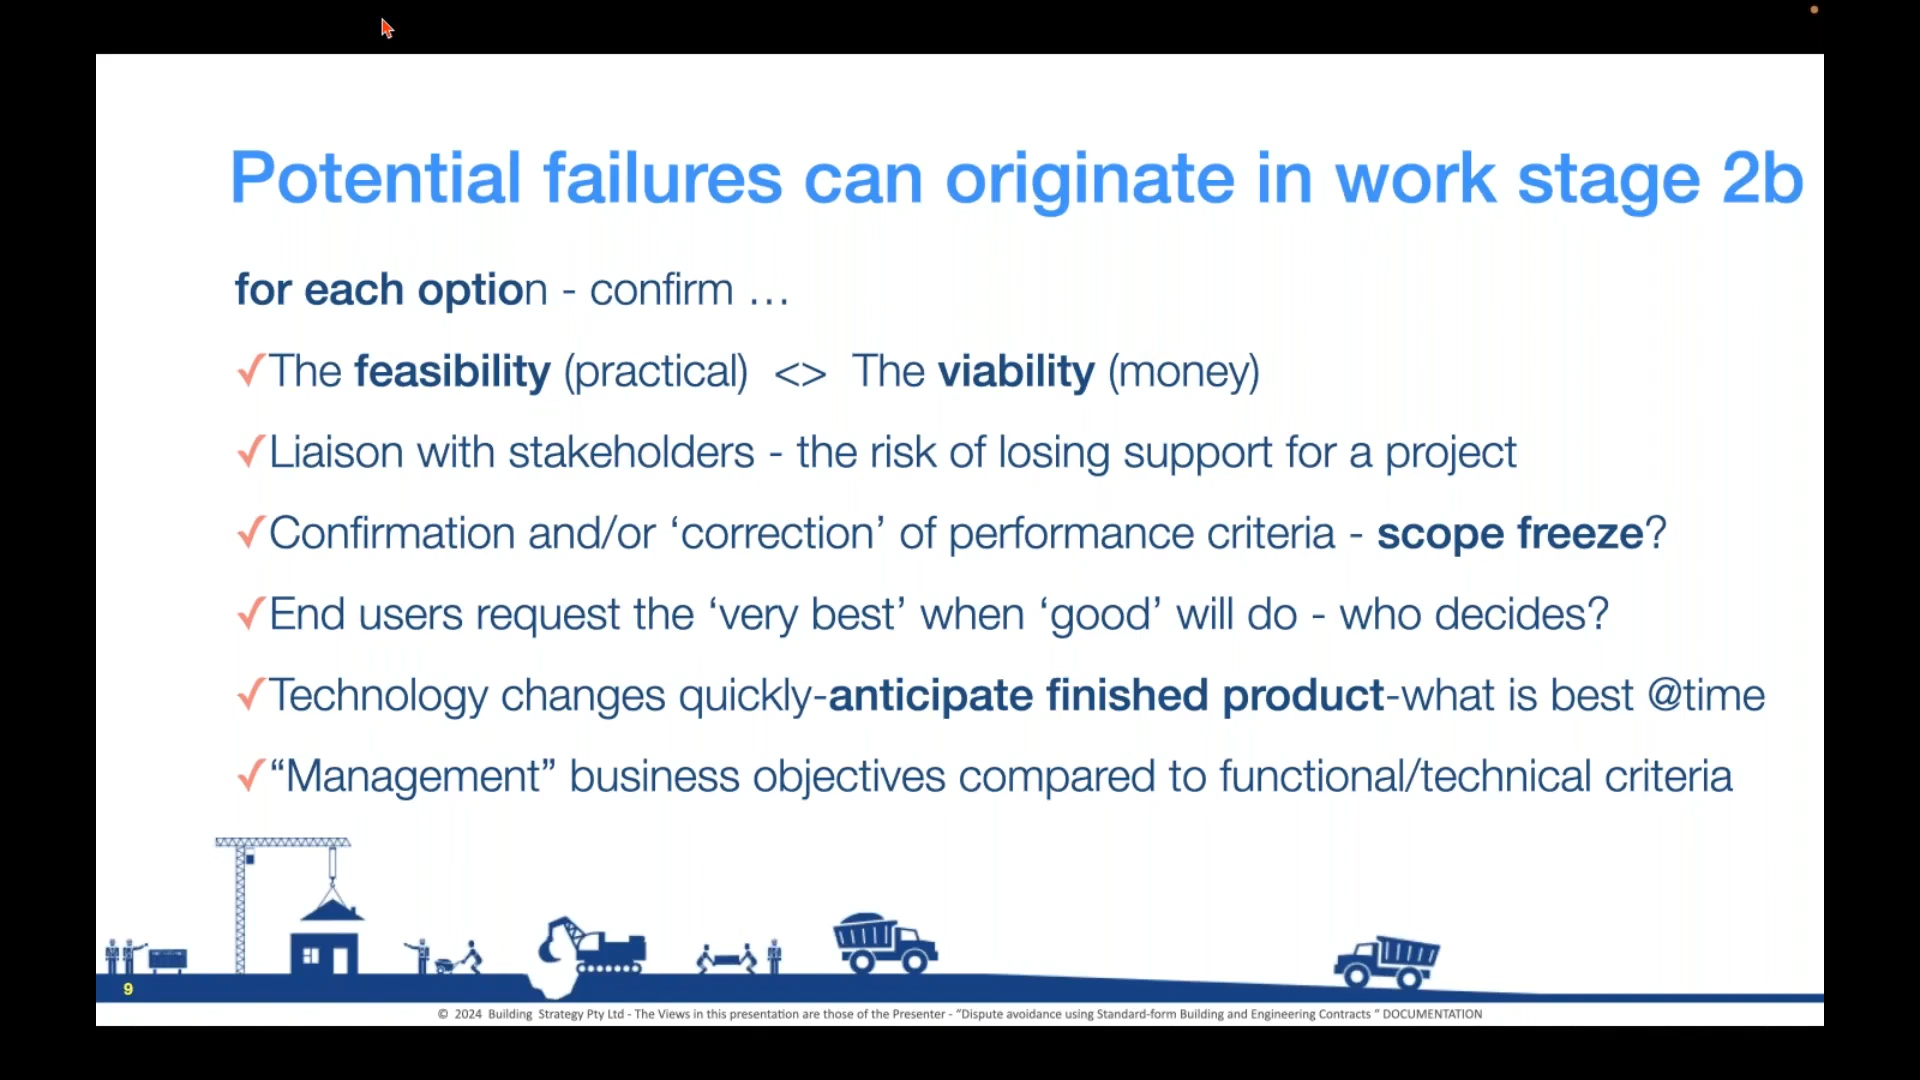 Potential failures can originate in work stage 2b
for each option - confirm …
✓The feasibility (practical) <> The viability (money)
✓Liaison with stakeholders - the risk of losing support for a project
✓Confirmation and/or ‘correction’ of performance criteria - scope freeze?
✓End users request the ‘very best’ when ‘good’ will do - who decides?
✓Technology changes quickly-anticipate finished product-what is best @time
✓“Management” business objectives compared to functional/technical criteria
9
© 2024 Building Strategy Pty Ltd - The Views in this presentation are those of the Presenter - “Dispute avoidance using Standard-form Building and Engineering Contracts “ DOCUMENTATION